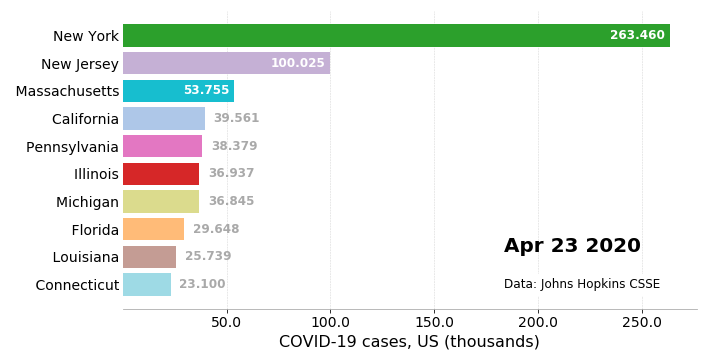 New York 263.460
New Jersey 100.025
Massachusetts 53.755
California 39.561
Pennsylvania 38.379
Illinois 36.937
Michigan 36.845
Florida 29.648
Louisiana 25.739
Connecticut 23.100
Apr 23 2020
Data: Johns Hopkins CSSE
50.0 100.0 150.0 200.0 250.0
COVID-19 cases, US (thousands)